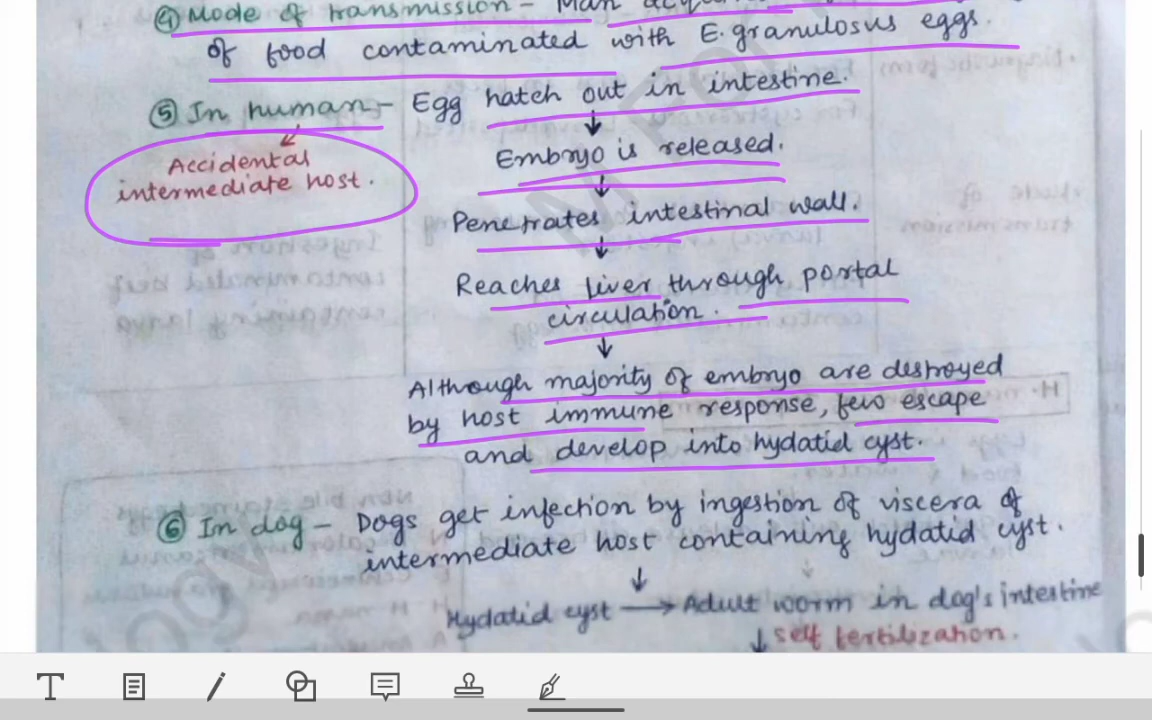 ④ Mode of transmission - Man
of food contaminated with E. granulosus eggs.
⑤ In human - Egg hatch out in intestine.
↓
Accidental
intermediate host.
Embryo is released.
↓
Penetrates intestinal wall.
↓
Reaches liver through portal
circulation.
↓
Although majority of embryo are destroyed
by host immune response, few escape
and develop into hydatid cyst.
⑥ In dog - Dogs get infection by ingestion of viscera of
intermediate host containing hydatid cyst.
↓
Hydatid cyst → Adult worm in dog's intestine
↓ self fertilization.